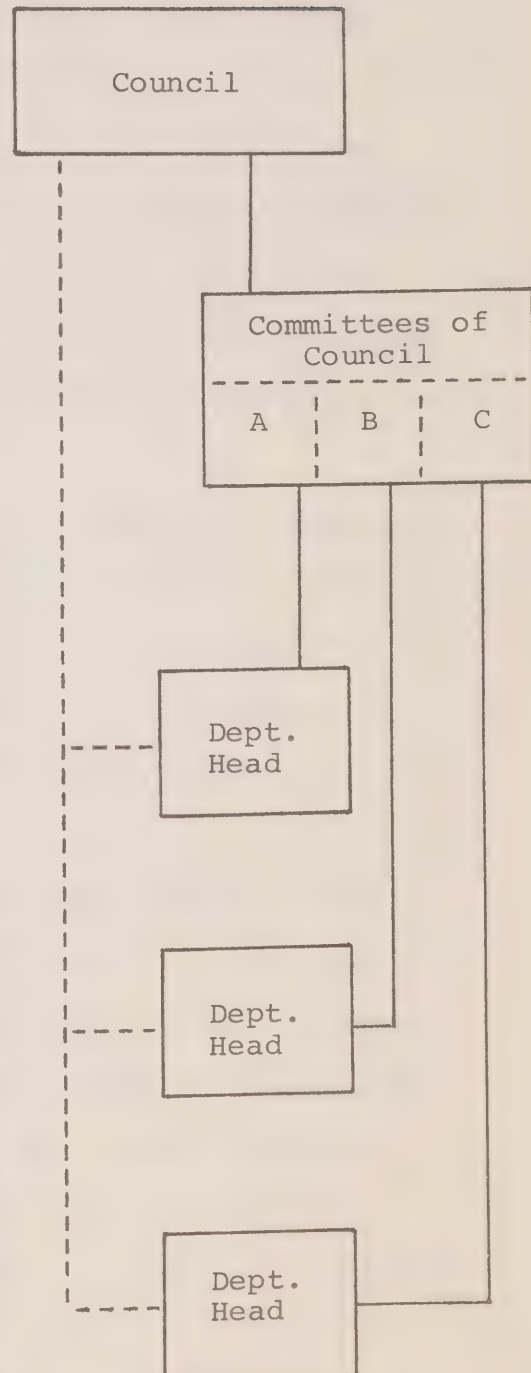 Council
Committees of
Council
A B C
Dept.
Head
Dept.
Head
Dept.
Head